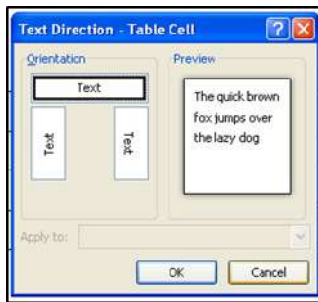 Text Direction - Table Cell
Orientation
Text
Text
Text
Preview
The quick brown
fox jumps over
the lazy dog
Apply to:
OK
Cancel